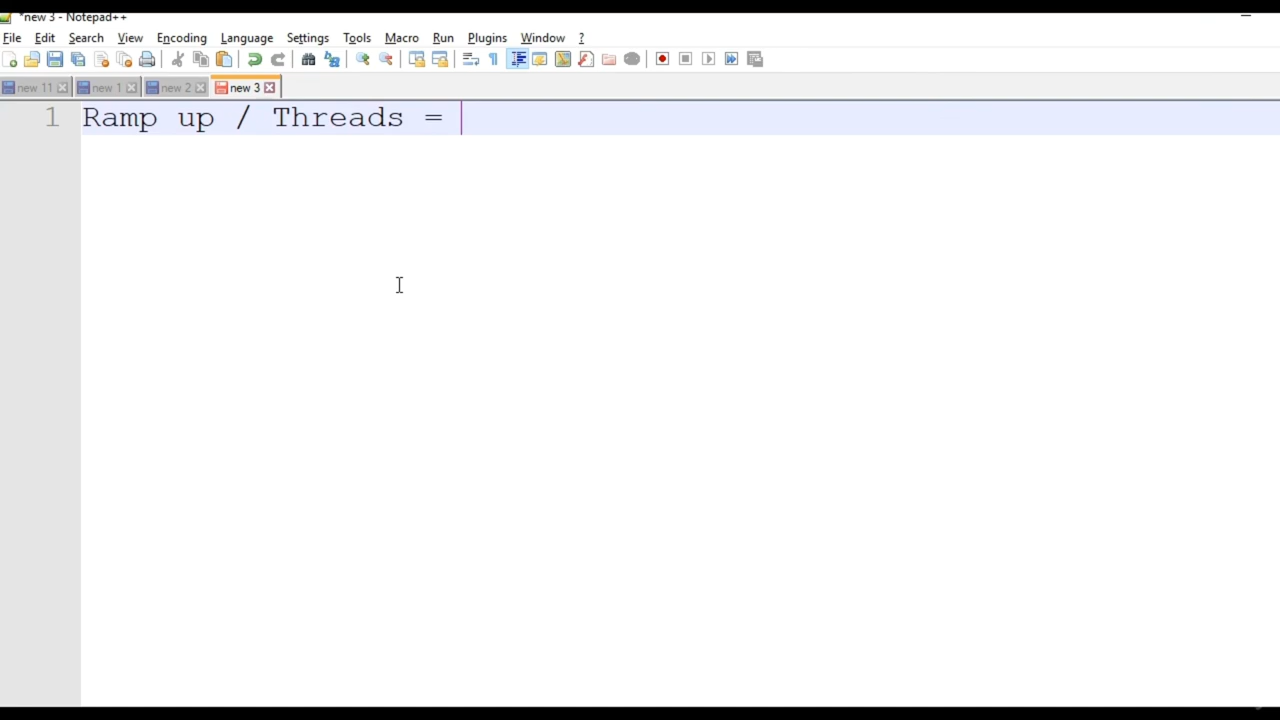 *new 3 - Notepad++
File Edit Search View Encoding Language Settings Tools Macro Run Plugins Window ?
new 11 new 1 new 2 new 3
1 Ramp up / Threads =